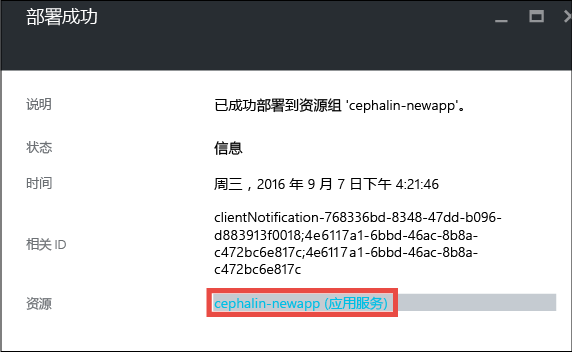 部署成功
说明
已成功部署到资源组 'cephalin-newapp'。
状态
信息
时间
周三，2016 年 9 月 7 日下午 4:21:46
相关 ID
clientNotification-768336bd-8348-47dd-b096-
d883913f0018;4e6117a1-6bbd-46ac-8b8a-
c472bc6e817c;4e6117a1-6bbd-46ac-8b8a-
c472bc6e817c
资源
cephalin-newapp (应用服务)